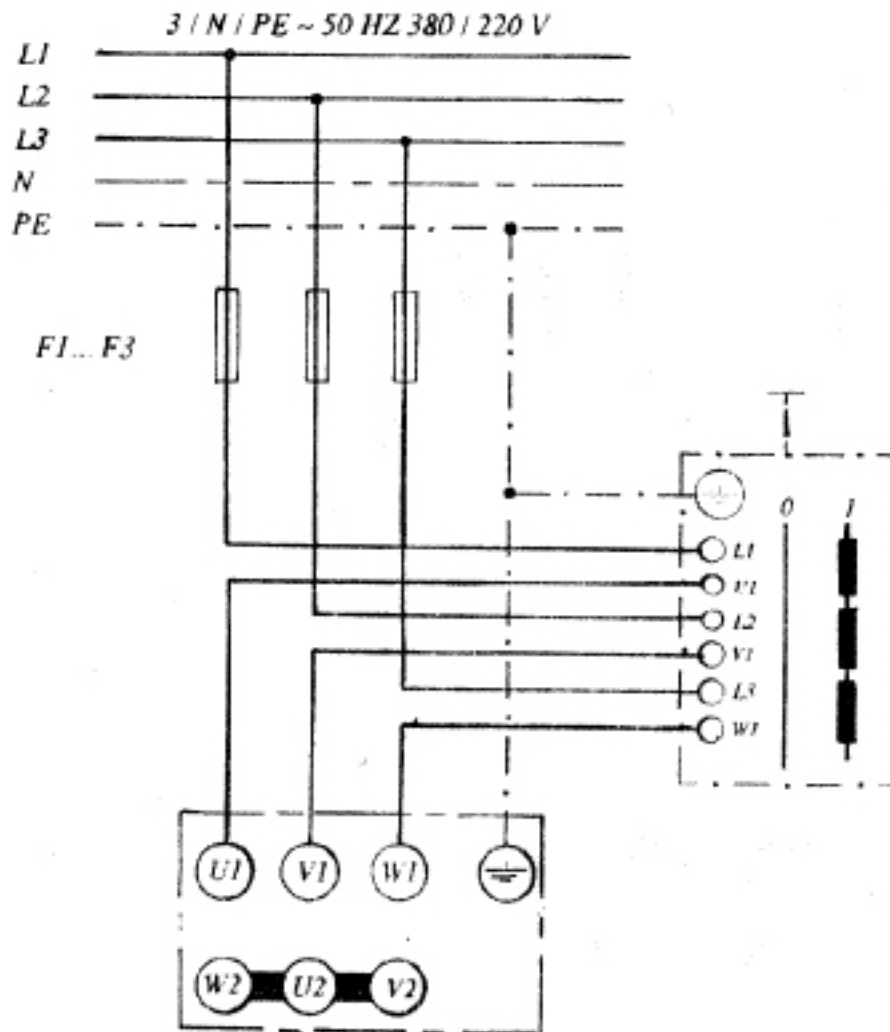 3 / N / PE ~ 50 HZ 380 / 220 V
L1
L2
L3
N
PE
F1... F3
0 1
L1
V1
L2
V1
L3
W1
U1 V1 W1
W2 U2 V2